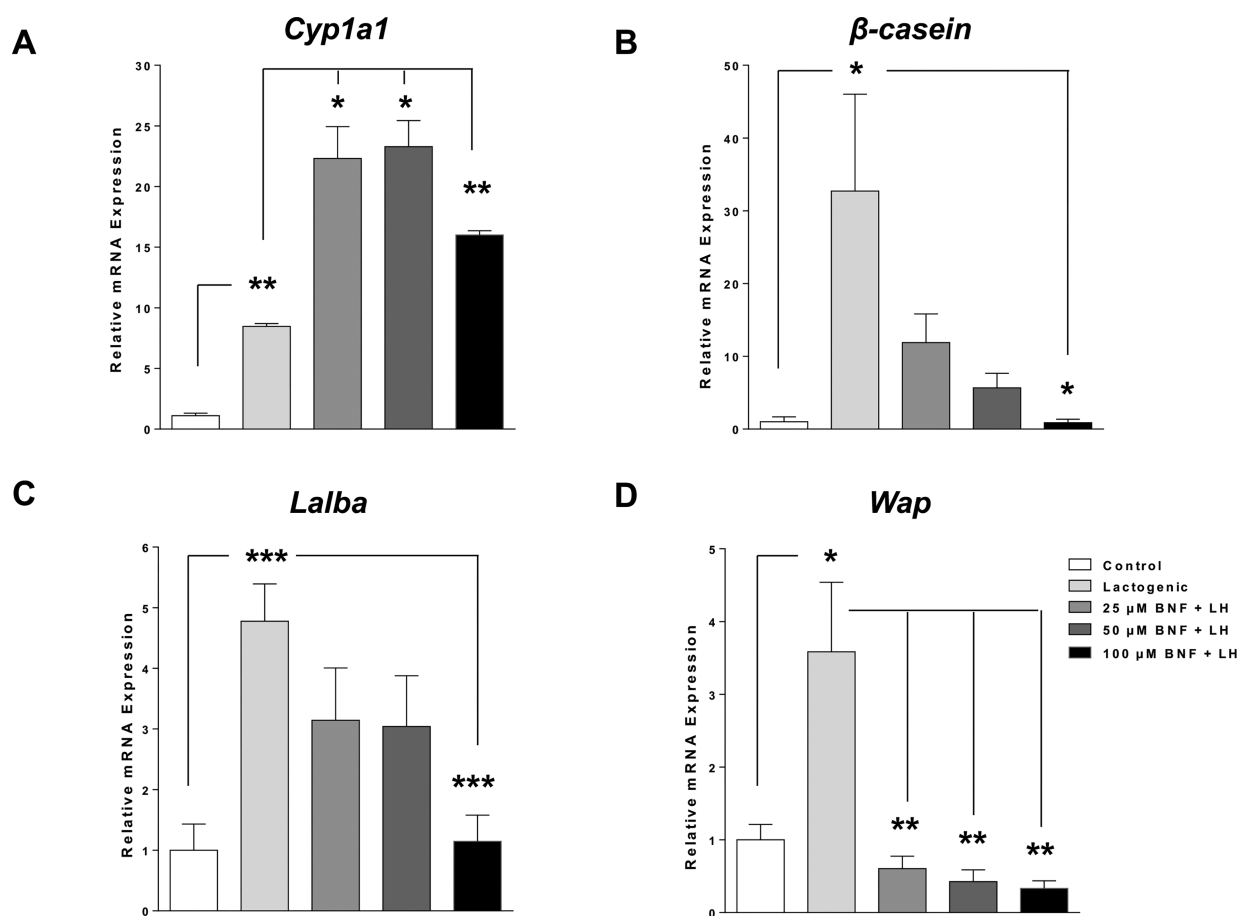 A
Cyp1a1
Relative mRNA Expression
30
25
20
15
10
5
0
**
*
*
**
B
β-casein
Relative mRNA Expression
50
40
30
20
10
0
*
*
C
Lalba
Relative mRNA Expression
6
5
4
3
2
1
0
***
***
D
Wap
Relative mRNA Expression
5
4
3
2
1
0
*
**
**
**
Control
Lactogenic
25 μM BNF + LH
50 μM BNF + LH
100 μM BNF + LH